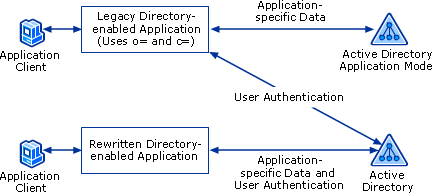 Application
Client
Legacy Directory-
enabled Application
(Uses o= and c=)
Application-
specific Data
Active Directory
Application Mode
User Authentication
Application
Client
Rewritten Directory-
enabled Application
Application-
specific Data and
User Authentication
Active
Directory